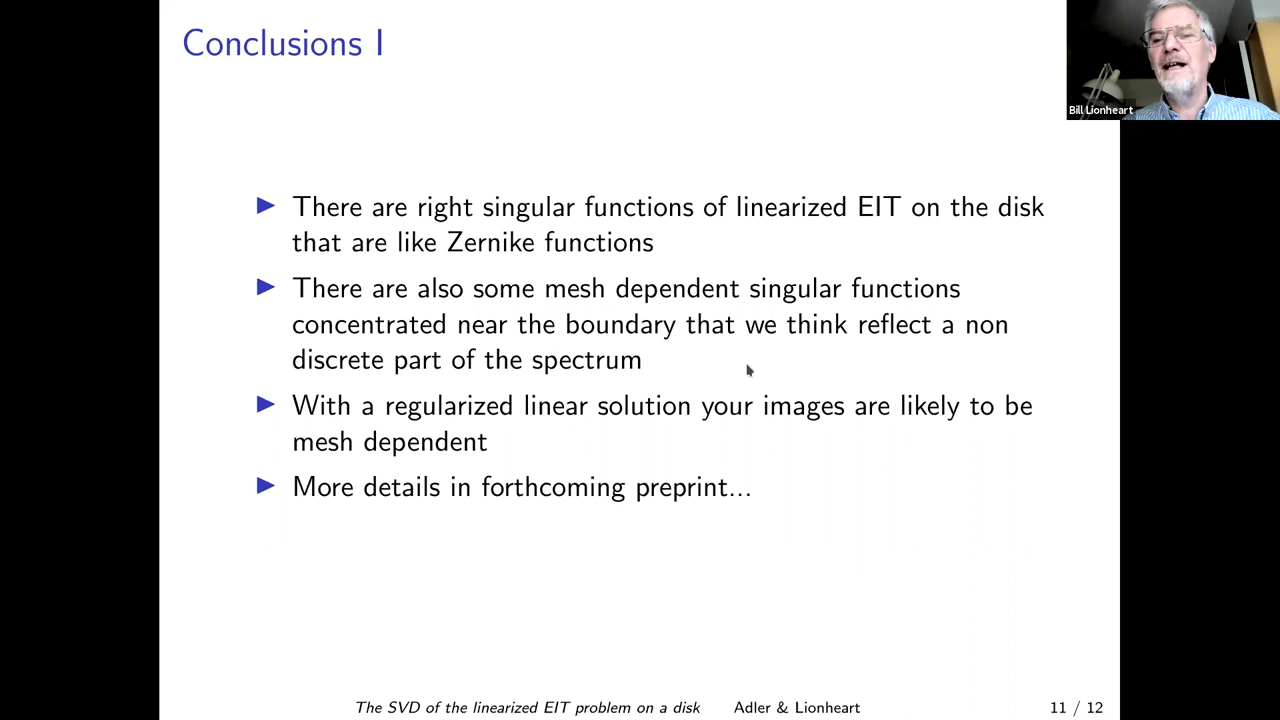 Conclusions I
Bill Lionheart
There are right singular functions of linearized EIT on the disk
that are like Zernike functions
There are also some mesh dependent singular functions
concentrated near the boundary that we think reflect a non
discrete part of the spectrum
With a regularized linear solution your images are likely to be
mesh dependent
More details in forthcoming preprint...
The SVD of the linearized EIT problem on a disk Adler & Lionheart 11 / 12